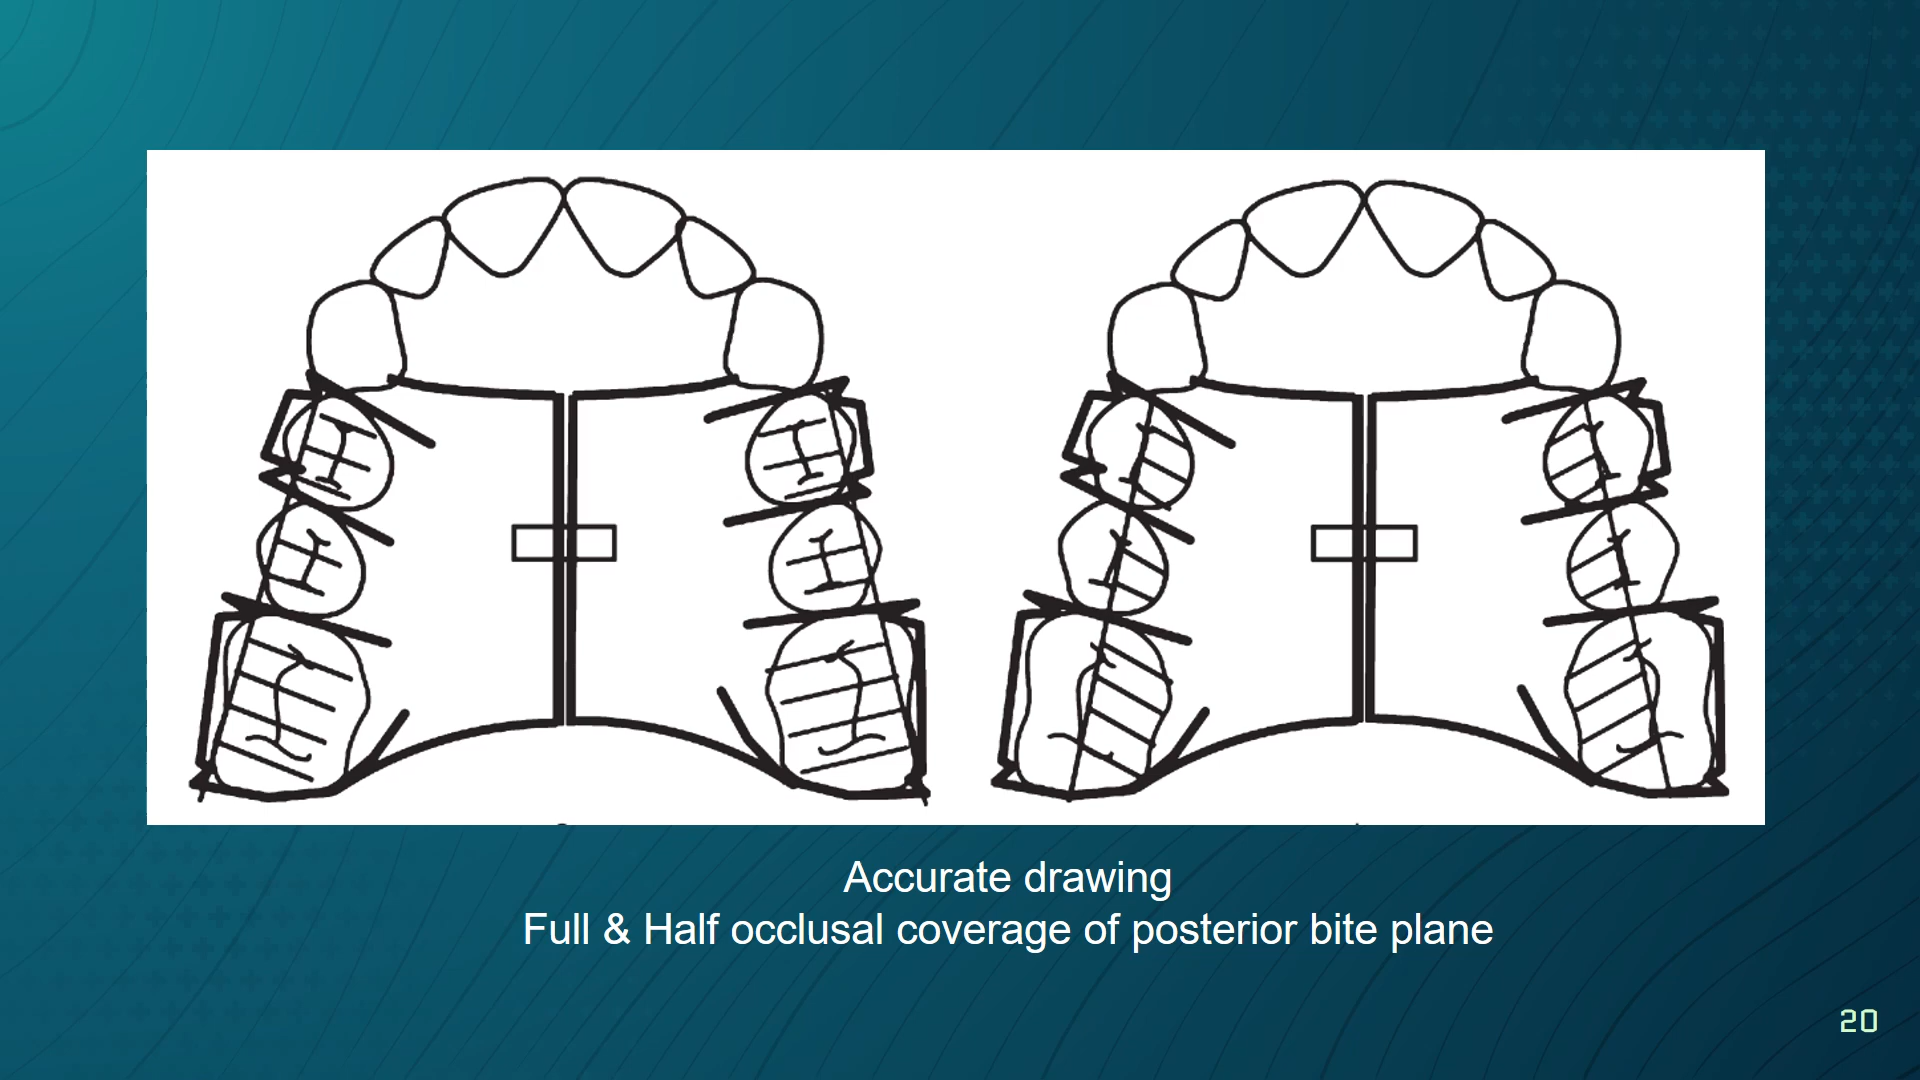 Accurate drawing
Full & Half occlusal coverage of posterior bite plane
20